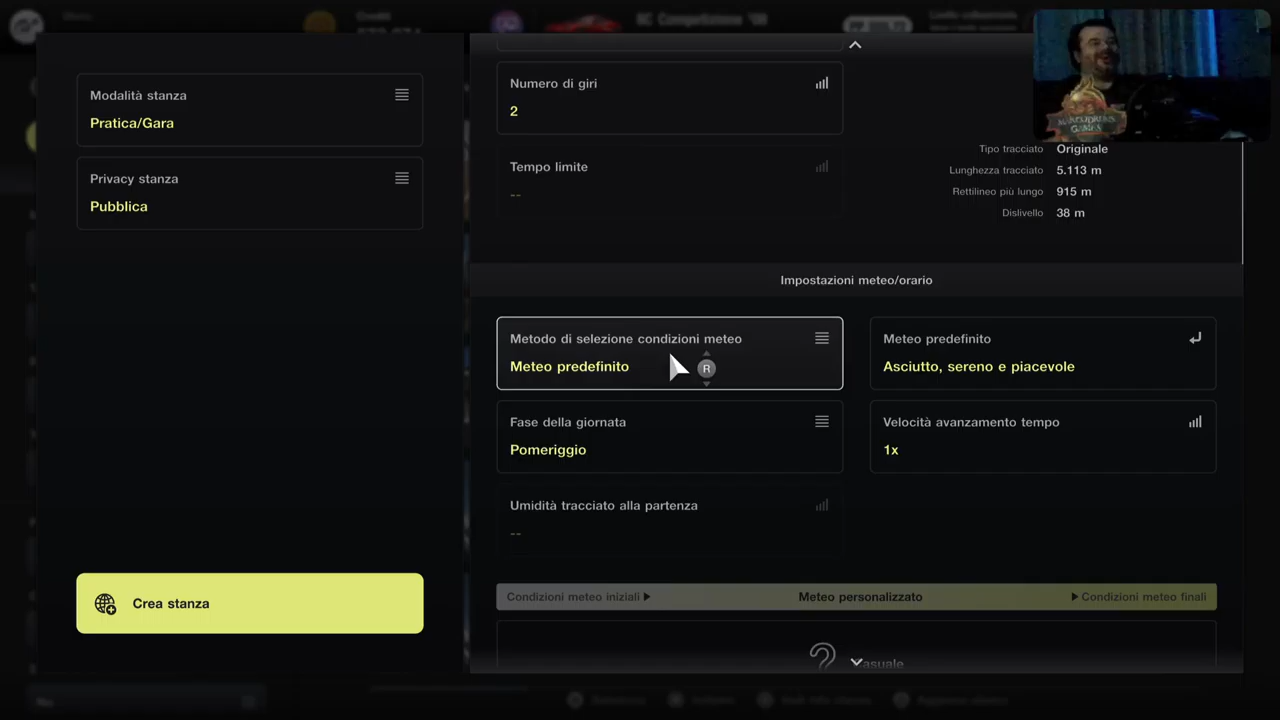 Modalità stanza
Pratica/Gara
Privacy stanza
Pubblica
Crea stanza
Numero di giri
2
Tempo limite
--
Tipo tracciato Originale
Lunghezza tracciato 5.113 m
Rettilineo più lungo 915 m
Dislivello 38 m
Impostazioni meteo/orario
Metodo di selezione condizioni meteo
Meteo predefinito
R
Meteo predefinito
Asciutto, sereno e piacevole
Fase della giornata
Pomeriggio
Velocità avanzamento tempo
1x
Umidità tracciato alla partenza
--
Condizioni meteo iniziali
Meteo personalizzato
Condizioni meteo finali